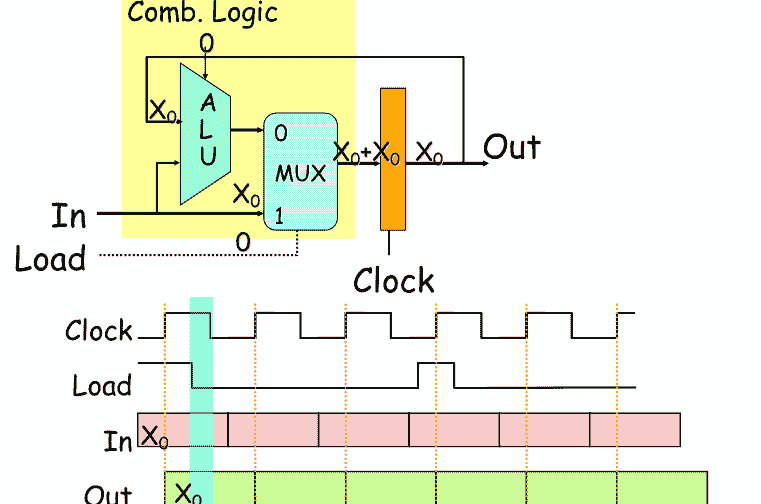 Comb. Logic
0
X₀
A
L
U
0
MUX
X₀+X₀
X₀
Out
X₀
In
1
Load
0
Clock
Clock
Load
In
X₀
Out
X₀